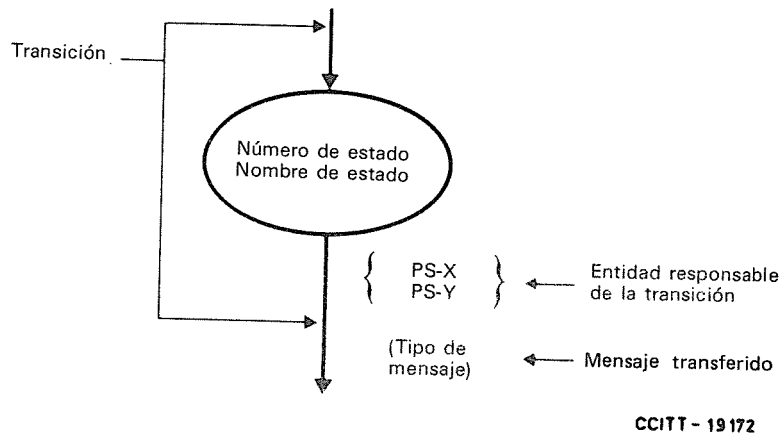 Transición
Número de estado
Nombre de estado
PS-X
PS-Y
Entidad responsable
de la transición
(Tipo de
mensaje)
Mensaje transferido
CCITT - 19172